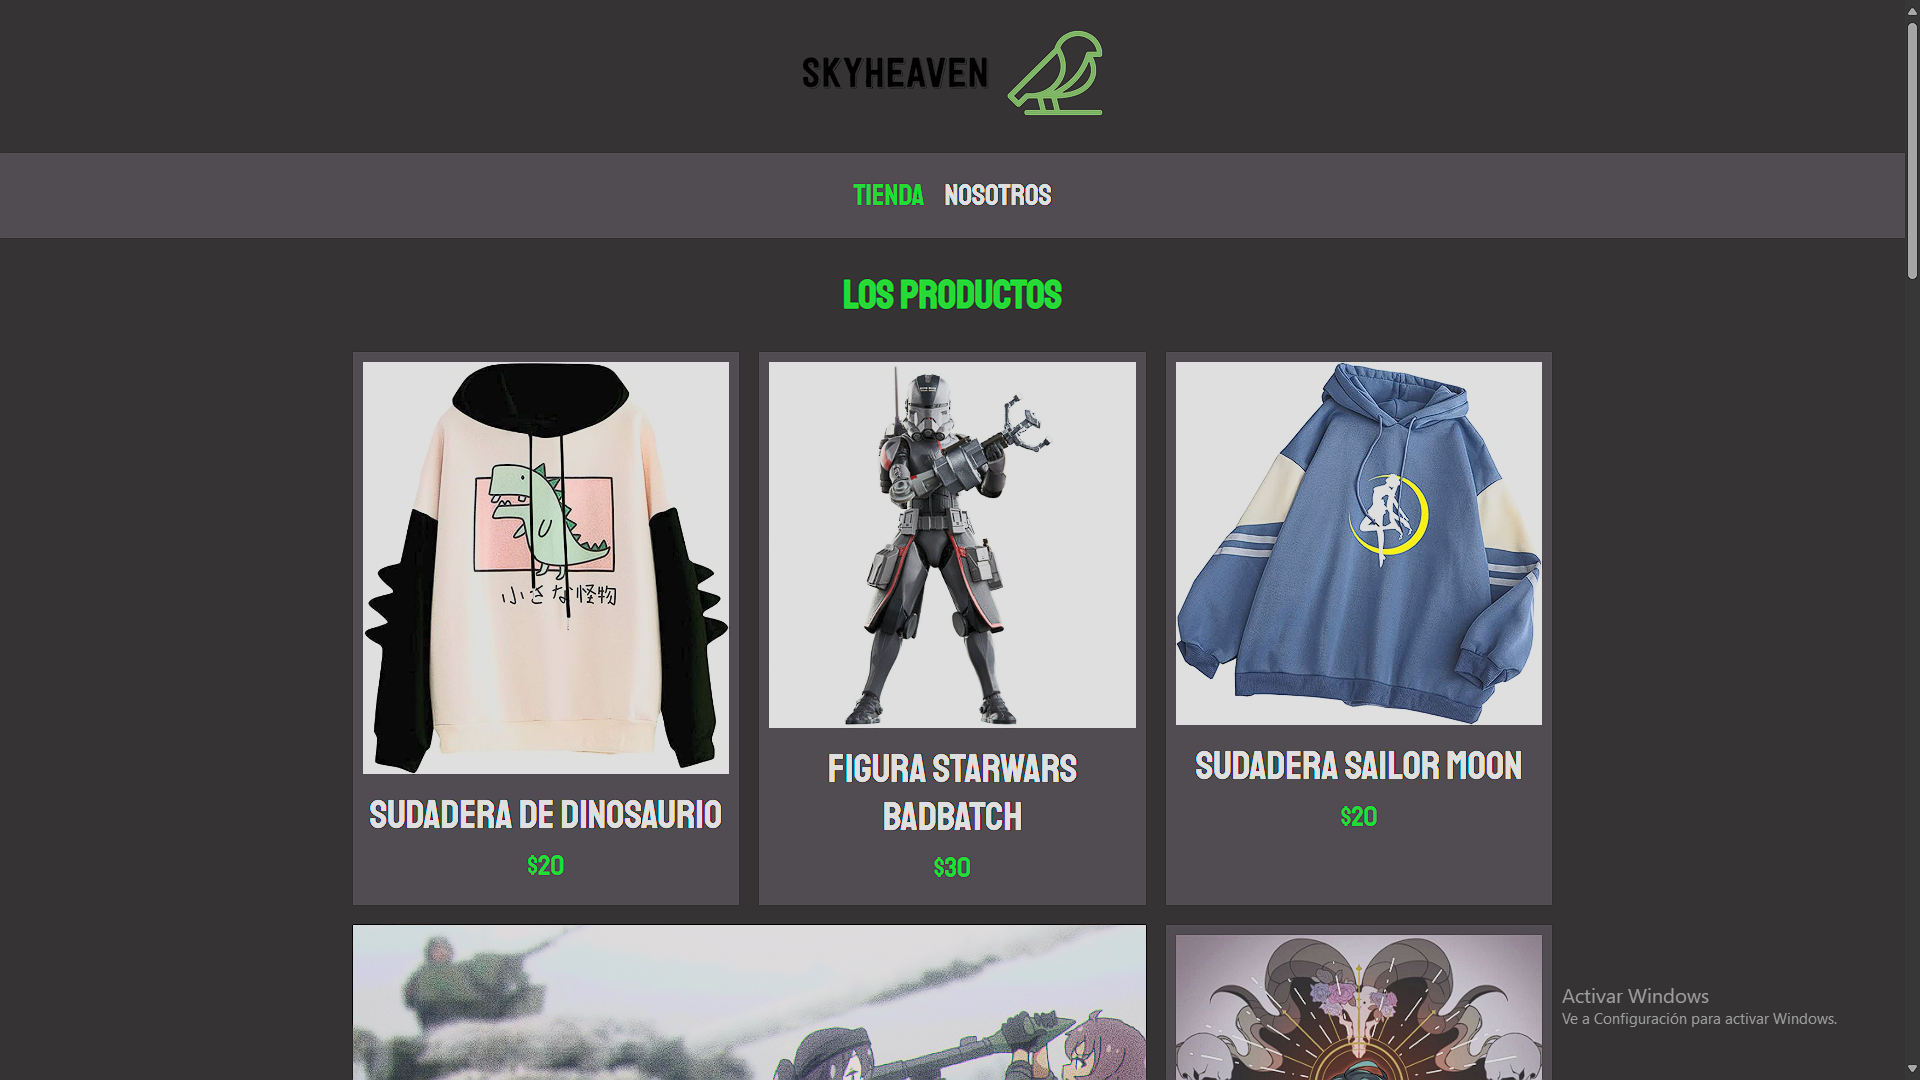 SKYHEAVEN
TIENDA NOSOTROS
LOS PRODUCTOS
小さな怪物
SUDADERA DE DINOSAURIO
$20
FIGURA STARWARS
BADBATCH
$30
SUDADERA SAILOR MOON
$20
Activar Windows
Ve a Configuración para activar Windows.